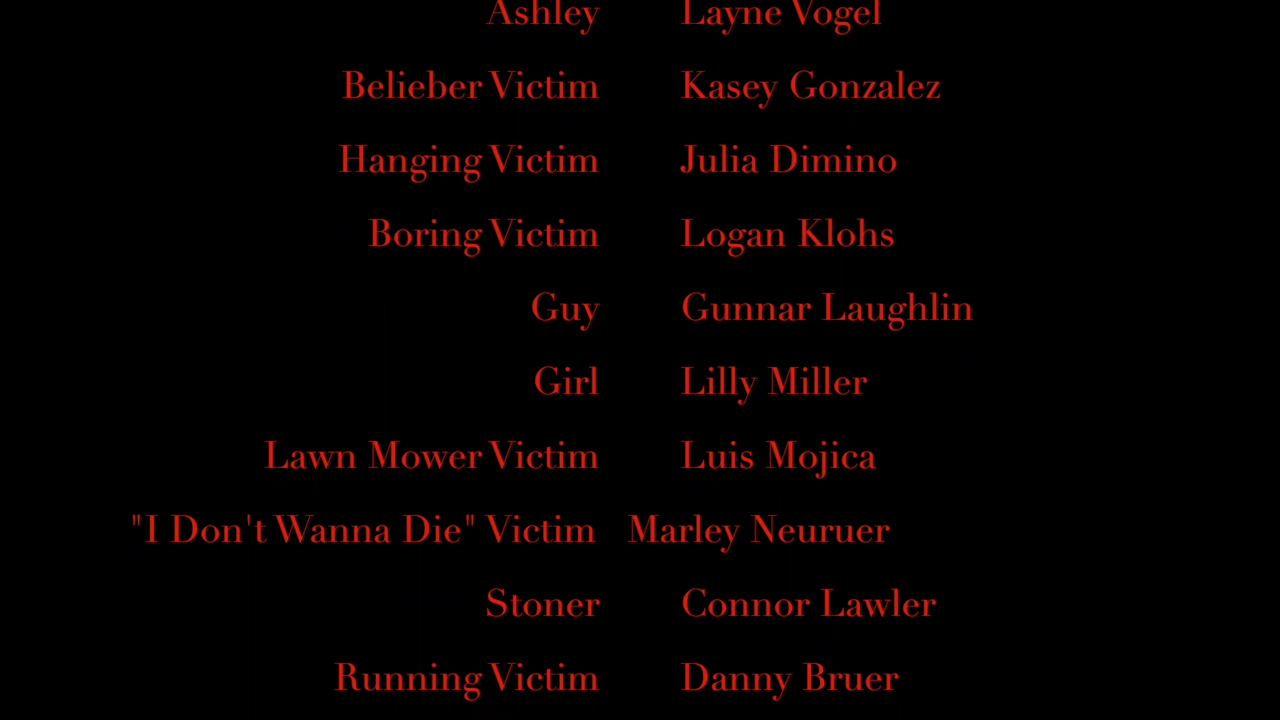 Ashley Layne Vogel
Belieber Victim Kasey Gonzalez
Hanging Victim Julia Dimino
Boring Victim Logan Klohs
Guy Gunnar Laughlin
Girl Lilly Miller
Lawn Mower Victim Luis Mojica
"I Don't Wanna Die" Victim Marley Neuruer
Stoner Connor Lawler
Running Victim Danny Bruer